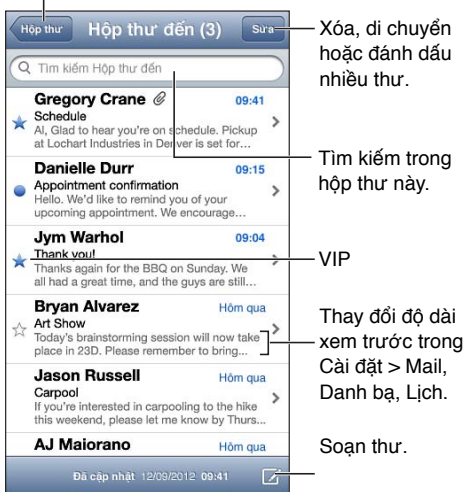 Hộp thư
Hộp thư đến (3)
Sửa
Xóa, di chuyển
hoặc đánh dấu
nhiều thư.
Tìm kiếm Hộp thư đến
Gregory Crane
09:41
Schedule
Al, Glad to hear you're on schedule. Pickup
at Lochart Industries in Denver is set for...
Danielle Durr
09:15
Appointment confirmation
Hello. We'd like to remind you of your
upcoming appointment. We encourage...
Tìm kiếm trong
hộp thư này.
Jym Warhol
09:04
Thank you!
Thanks again for the BBQ on Sunday. We
all had a great time, and the guys are still...
VIP
Bryan Alvarez
Hôm qua
Art Show
Today's brainstorming session will now take
place in 23D. Please remember to bring...
Thay đổi độ dài
xem trước trong
Cài đặt > Mail,
Danh bạ, Lịch.
Jason Russell
Hôm qua
Carpool
If you're interested in carpooling to the hike
this weekend, please let me know by Thurs...
AJ Maiorano
Hôm qua
Soạn thư.
Đã cập nhật 12/09/2012 09:41